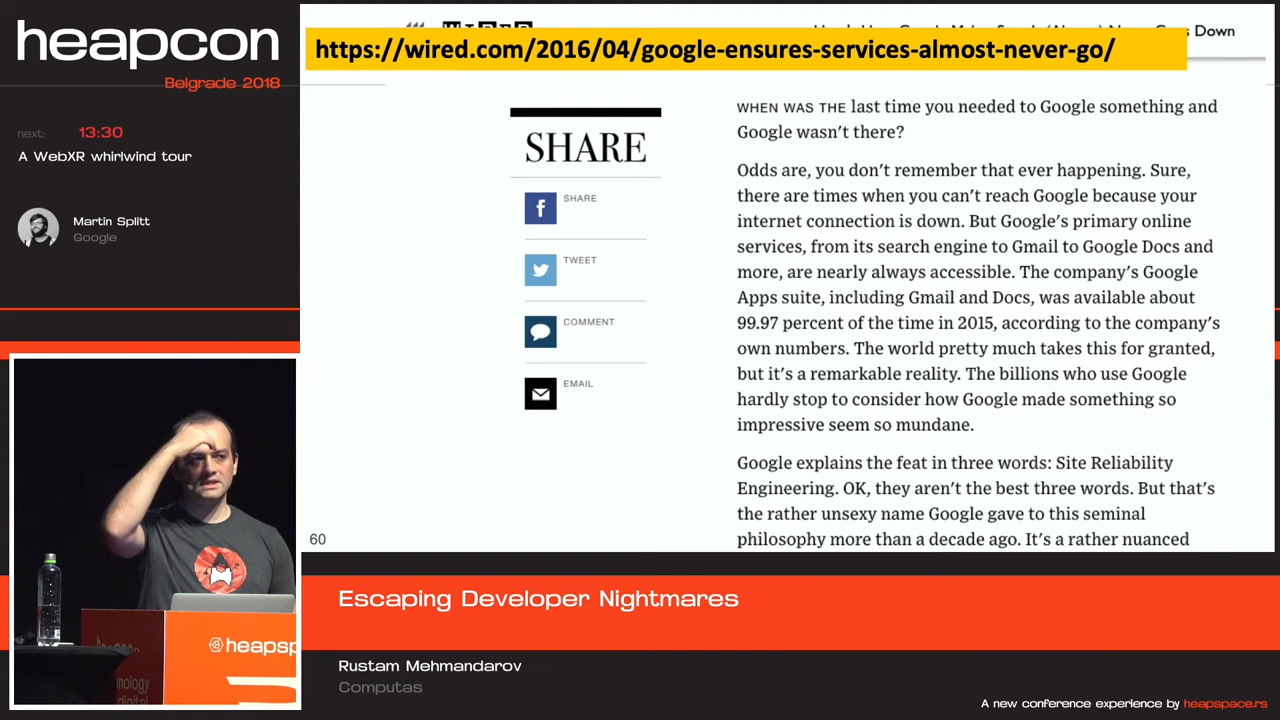 heapcon
Belgrade 2018
next: 13:30
A WebXR whirlwind tour
Martin Splitt
Google
https://wired.com/2016/04/google-ensures-services-almost-never-go/
Down
SHARE
SHARE
TWEET
COMMENT
EMAIL
WHEN WAS THE last time you needed to Google something and
Google wasn't there?
Odds are, you don't remember that ever happening. Sure,
there are times when you can't reach Google because your
internet connection is down. But Google's primary online
services, from its search engine to Gmail to Google Docs and
more, are nearly always accessible. The company's Google
Apps suite, including Gmail and Docs, was available about
99.97 percent of the time in 2015, according to the company's
own numbers. The world pretty much takes this for granted,
but it's a remarkable reality. The billions who use Google
hardly stop to consider how Google made something so
impressive seem so mundane.
Google explains the feat in three words: Site Reliability
Engineering. OK, they aren't the best three words. But that's
the rather unsexy name Google gave to this seminal
philosophy more than a decade ago. It's a rather nuanced
60
heapsp
Escaping Developer Nightmares
Rustam Mehmandarov
Computas
A new conference experience by heapspace.rs